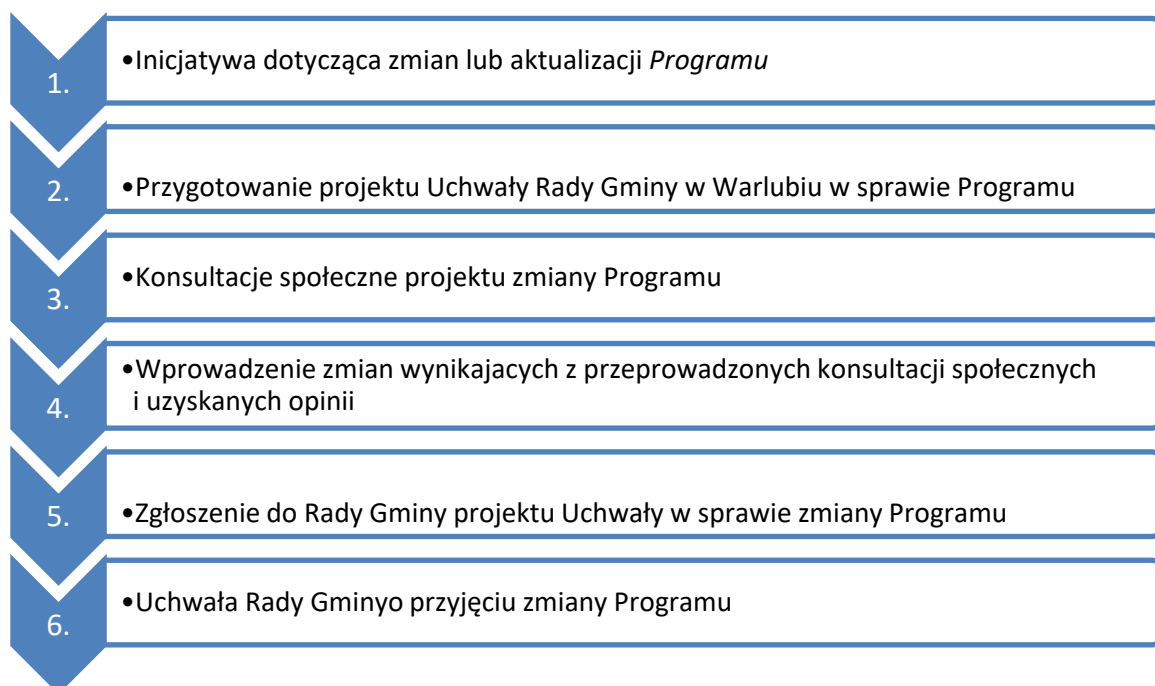 1.
•Inicjatywa dotycząca zmian lub aktualizacji Programu
2.
•Przygotowanie projektu Uchwały Rady Gminy w Warlubiu w sprawie Programu
3.
•Konsultacje społeczne projektu zmiany Programu
4.
•Wprowadzenie zmian wynikajacych z przeprowadzonych konsultacji społecznych
i uzyskanych opinii
5.
•Zgłoszenie do Rady Gminy projektu Uchwały w sprawie zmiany Programu
6.
•Uchwała Rady Gminyo przyjęciu zmiany Programu